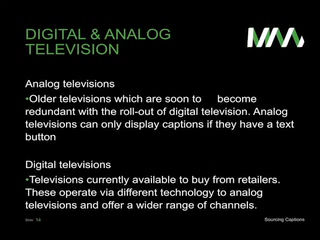 DIGITAL & ANALOG
TELEVISION
Analog televisions
•Older televisions which are soon to become
redundant with the roll-out of digital television. Analog
televisions can only display captions if they have a text
button
Digital televisions
•Televisions currently available to buy from retailers.
These operate via different technology to analog
televisions and offer a wider range of channels.
Sourcing Captions